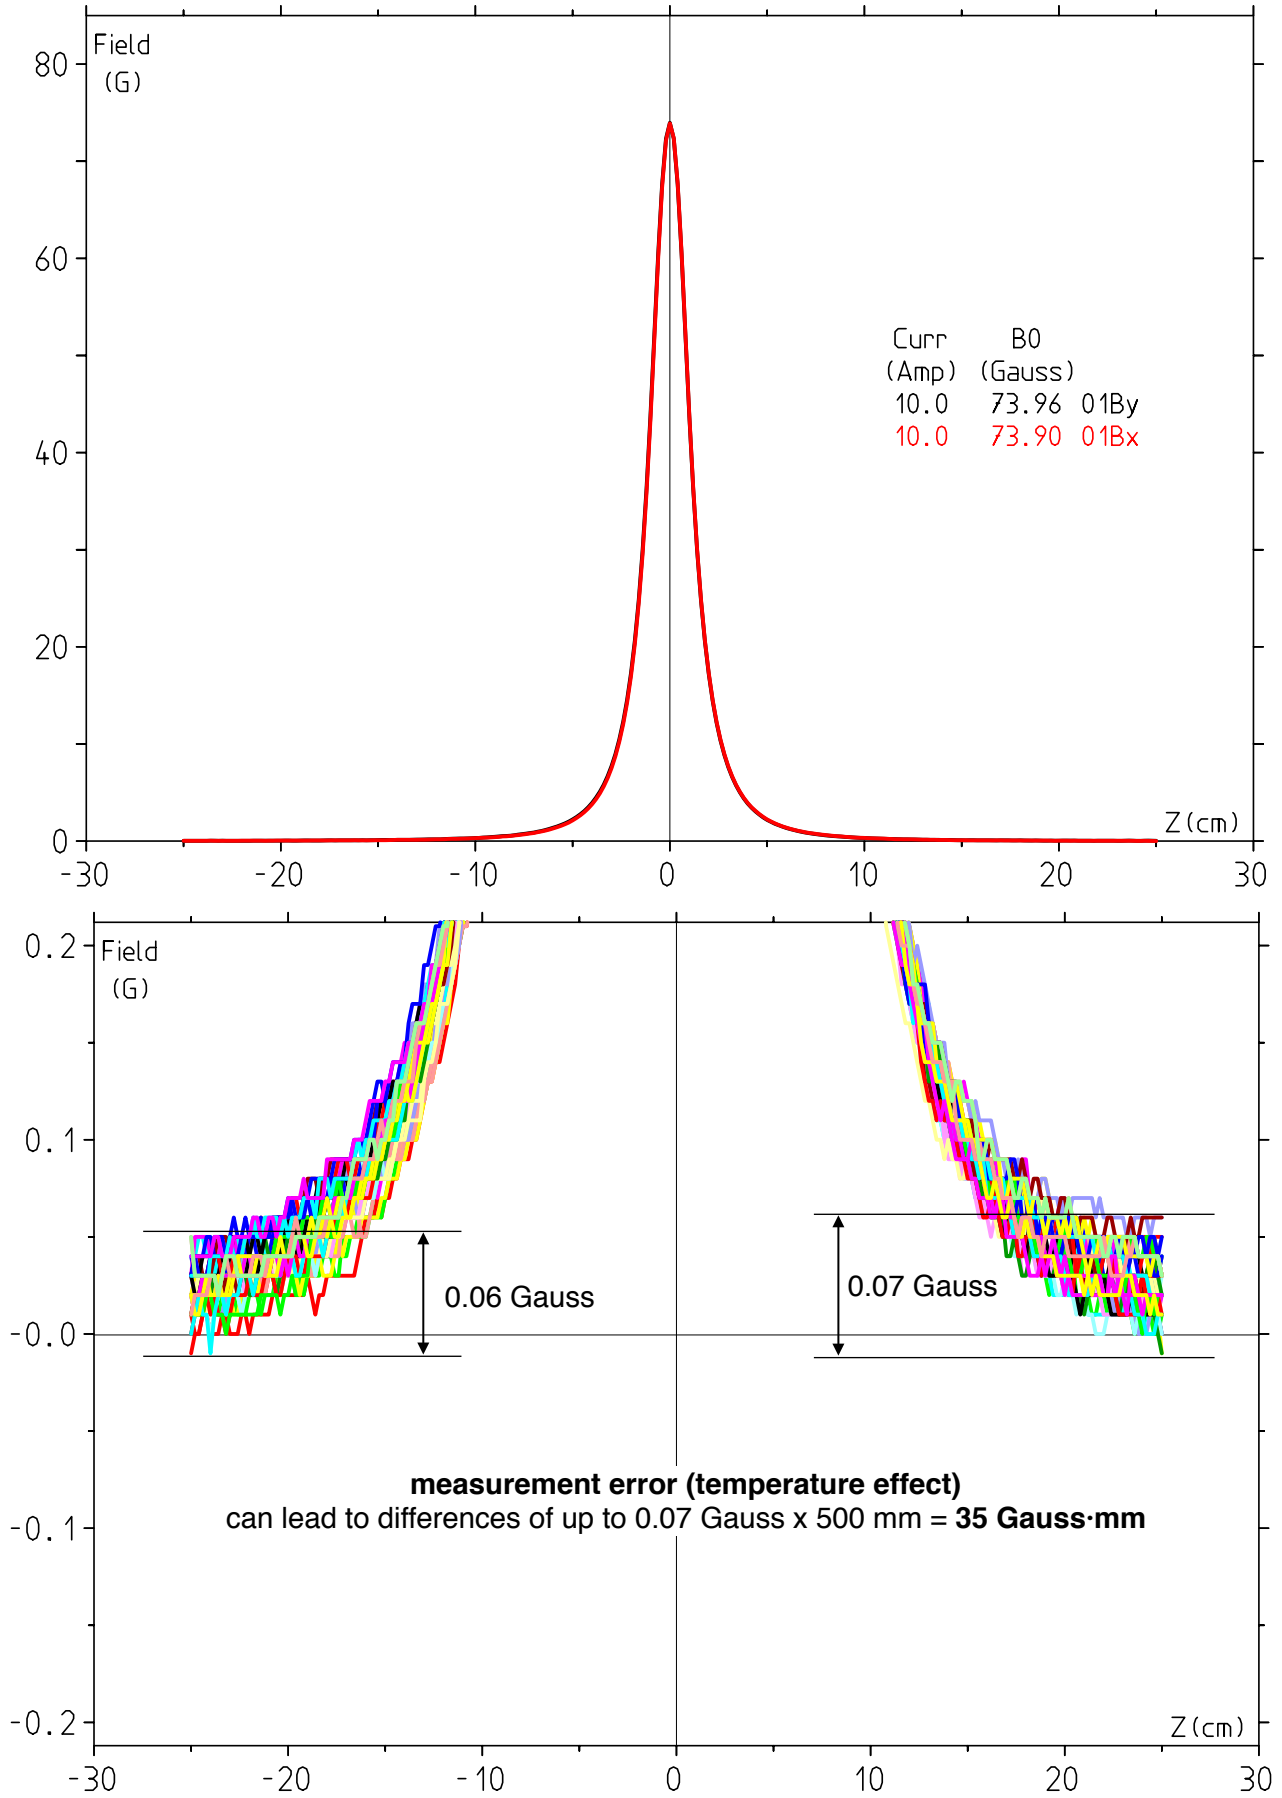 Field
(G)
80
60
40
20
0
Curr B0
(Amp) (Gauss)
10.0 73.96 01By
10.0 73.90 01Bx
Z(cm)
-30 -20 -10 0 10 20 30
Field
(G)
0.2
0.1
-0.0
-0.1
-0.2
0.06 Gauss
0.07 Gauss
measurement error (temperature effect)
can lead to differences of up to 0.07 Gauss x 500 mm = 35 Gauss·mm
Z(cm)
-30 -20 -10 0 10 20 30